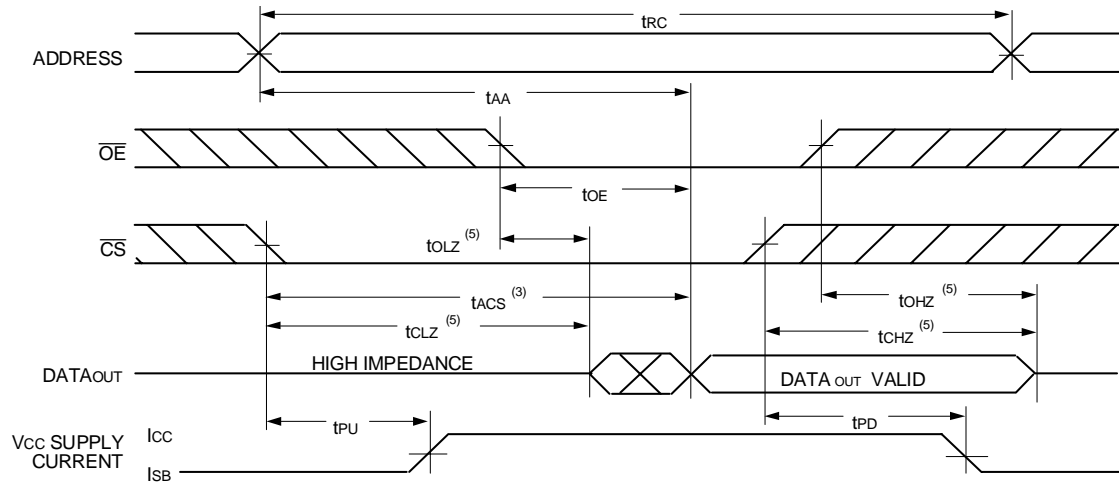 tRC
ADDRESS
tAA
OE
tOE
CS
tOLZ (5)
tACS (3)
tOHZ (5)
tCLZ (5)
tCHZ (5)
HIGH IMPEDANCE
DATAOUT
DATA OUT VALID
tPU
tPD
VCC SUPPLY
CURRENT
ICC
ISB